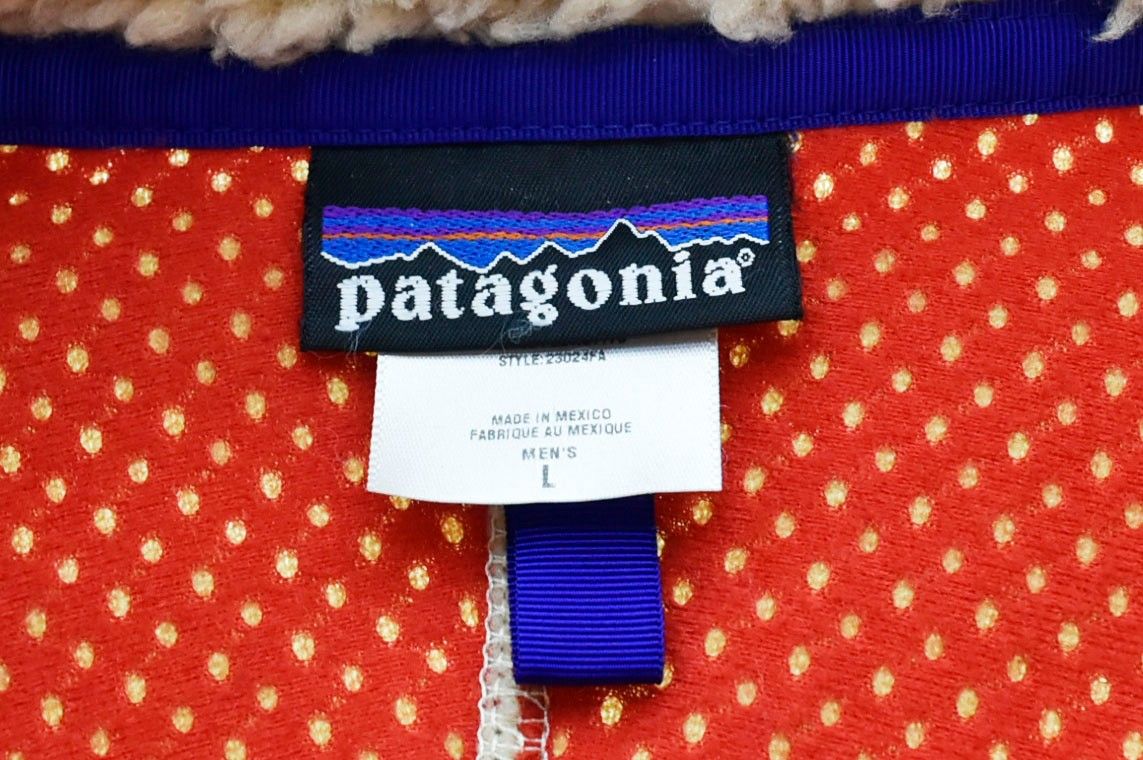 patagonia®
STYLE: 23024FA
MADE IN MEXICO
FABRIQUE AU MEXIQUE
MEN'S
L